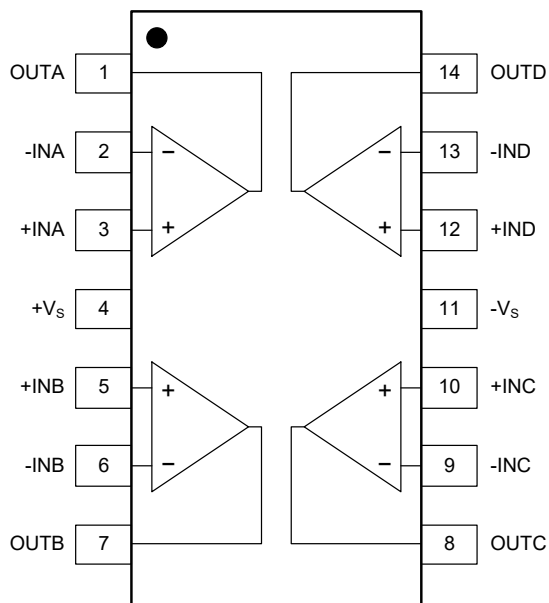 OUTA 1 14 OUTD
-INA 2 − − 13 -IND
+INA 3 + + 12 +IND
+VS 4 11 -VS
+INB 5 + + 10 +INC
-INB 6 − − 9 -INC
OUTB 7 8 OUTC